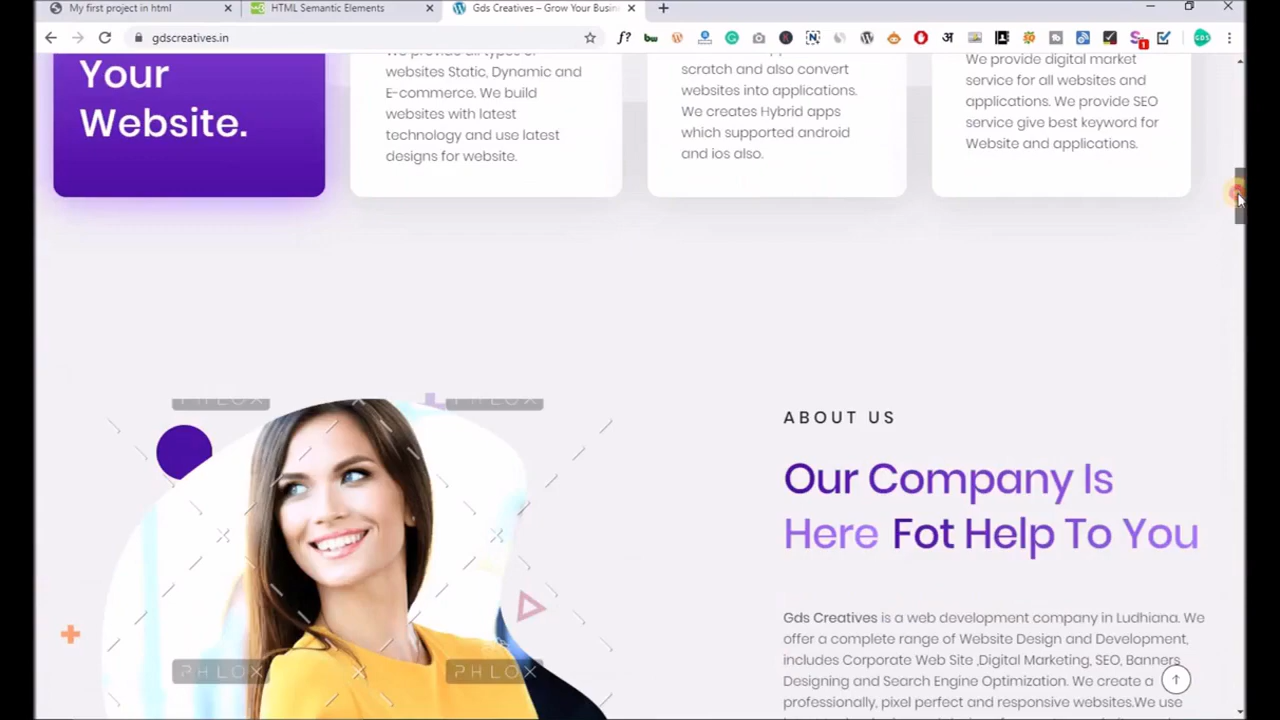 My first project in html
HTML Semantic Elements
Gds Creatives – Grow Your Busin
gdscreatives.in
Your
Website.
We provide all types of
websites Static, Dynamic and
E-commerce. We build
websites with latest
technology and use latest
designs for website.
scratch and also convert
websites into applications.
We creates Hybrid apps
which supported android
and ios also.
We provide digital market
service for all websites and
applications. We provide SEO
service give best keyword for
Website and applications.
PHLOX PHLOX
ABOUT US
Our Company Is
Here Fot Help To You
Gds Creatives is a web development company in Ludhiana. We
offer a complete range of Website Design and Development,
includes Corporate Web Site ,Digital Marketing, SEO, Banners
Designing and Search Engine Optimization. We create a
professionally, pixel perfect and responsive websites.We use
PHLOX PHLOX